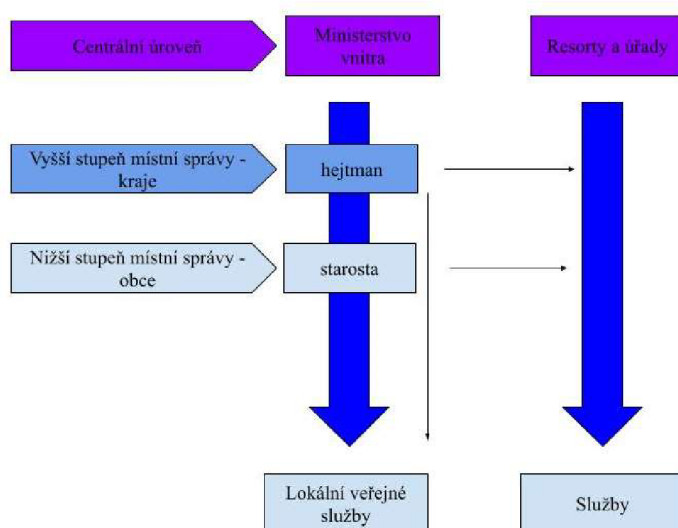 Centrální úroveň
Ministerstvo
vnitra
Resorty a úřady
Vyšší stupeň místní správy -
kraje
hejtman
Nižší stupeň místní správy -
obce
starosta
Lokální veřejné
služby
Služby